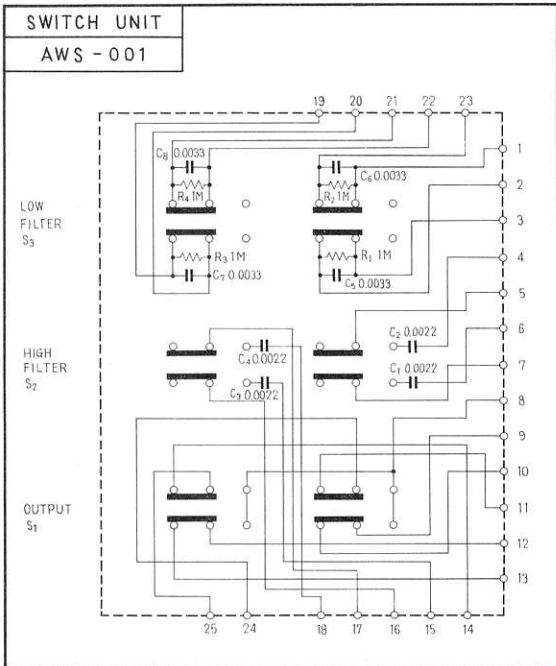 SWITCH UNIT
AWS-001
19 20 21 22 23
C8 0.0033
C6 0.0033
R4 1M
R2 1M
1
2
3
4
5
6
7
8
9
10
11
12
13
LOW
FILTER
S3
R3 1M
R1 1M
C7 0.0033
C5 0.0033
HIGH
FILTER
S2
C4 0.0022
C2 0.0022
C3 0.0022
C1 0.0022
OUTPUT
S1
25 24 18 17 16 15 14